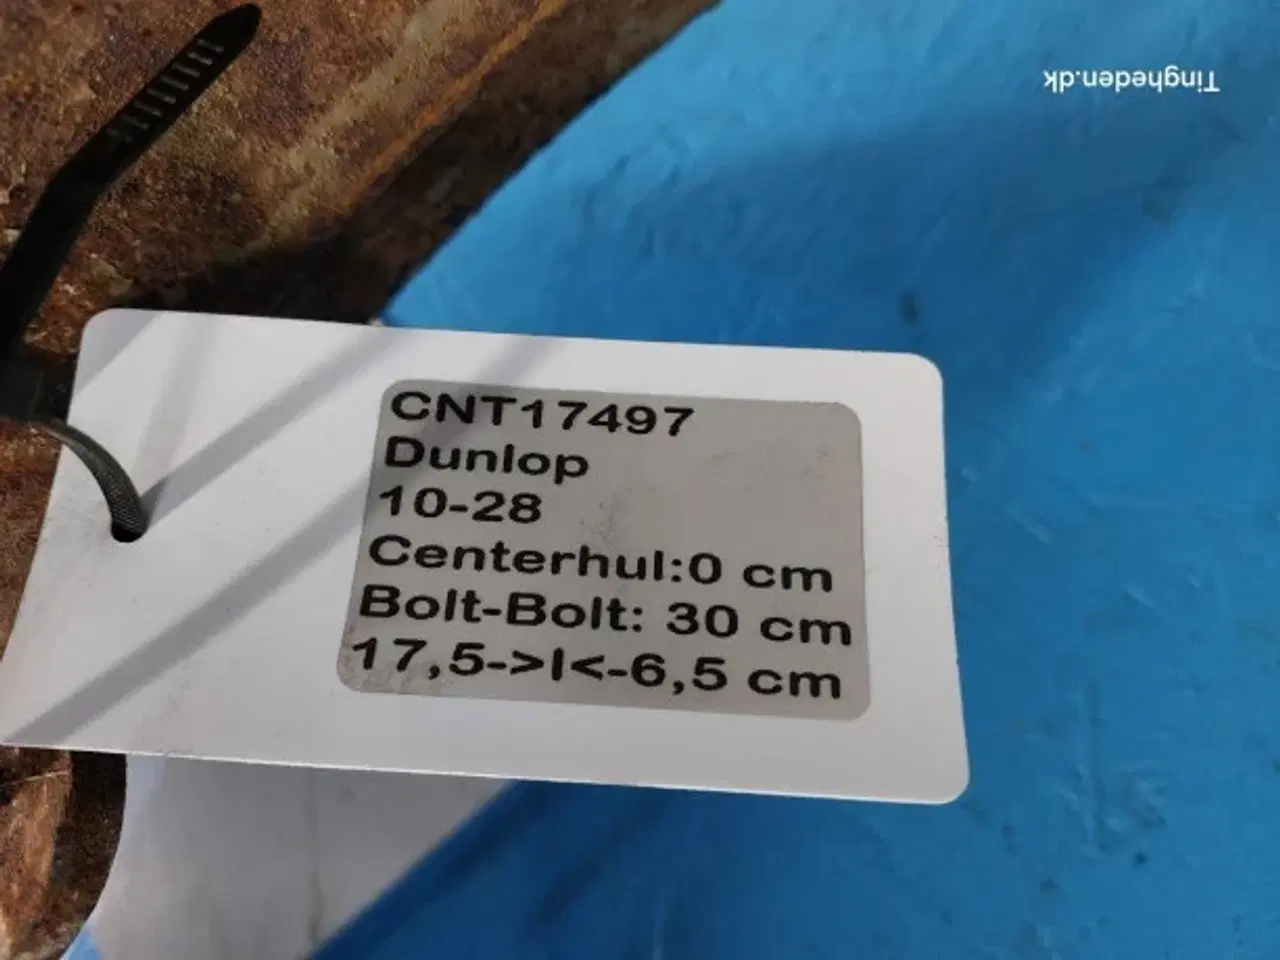 Tingheden.dk
CNT17497
Dunlop
10-28
Centerhul:0 cm
Bolt-Bolt: 30 cm
17,5->I<-6,5 cm